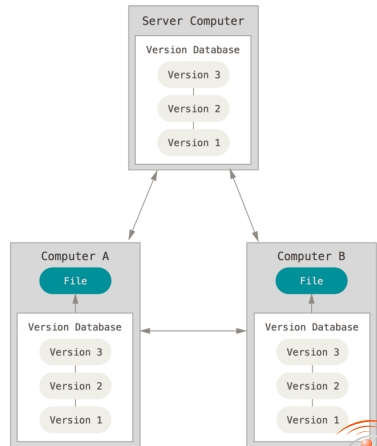 Server Computer
Version Database
Version 3
Version 2
Version 1
Computer A
File
Version Database
Version 3
Version 2
Version 1
Computer B
File
Version Database
Version 3
Version 2
Version 1